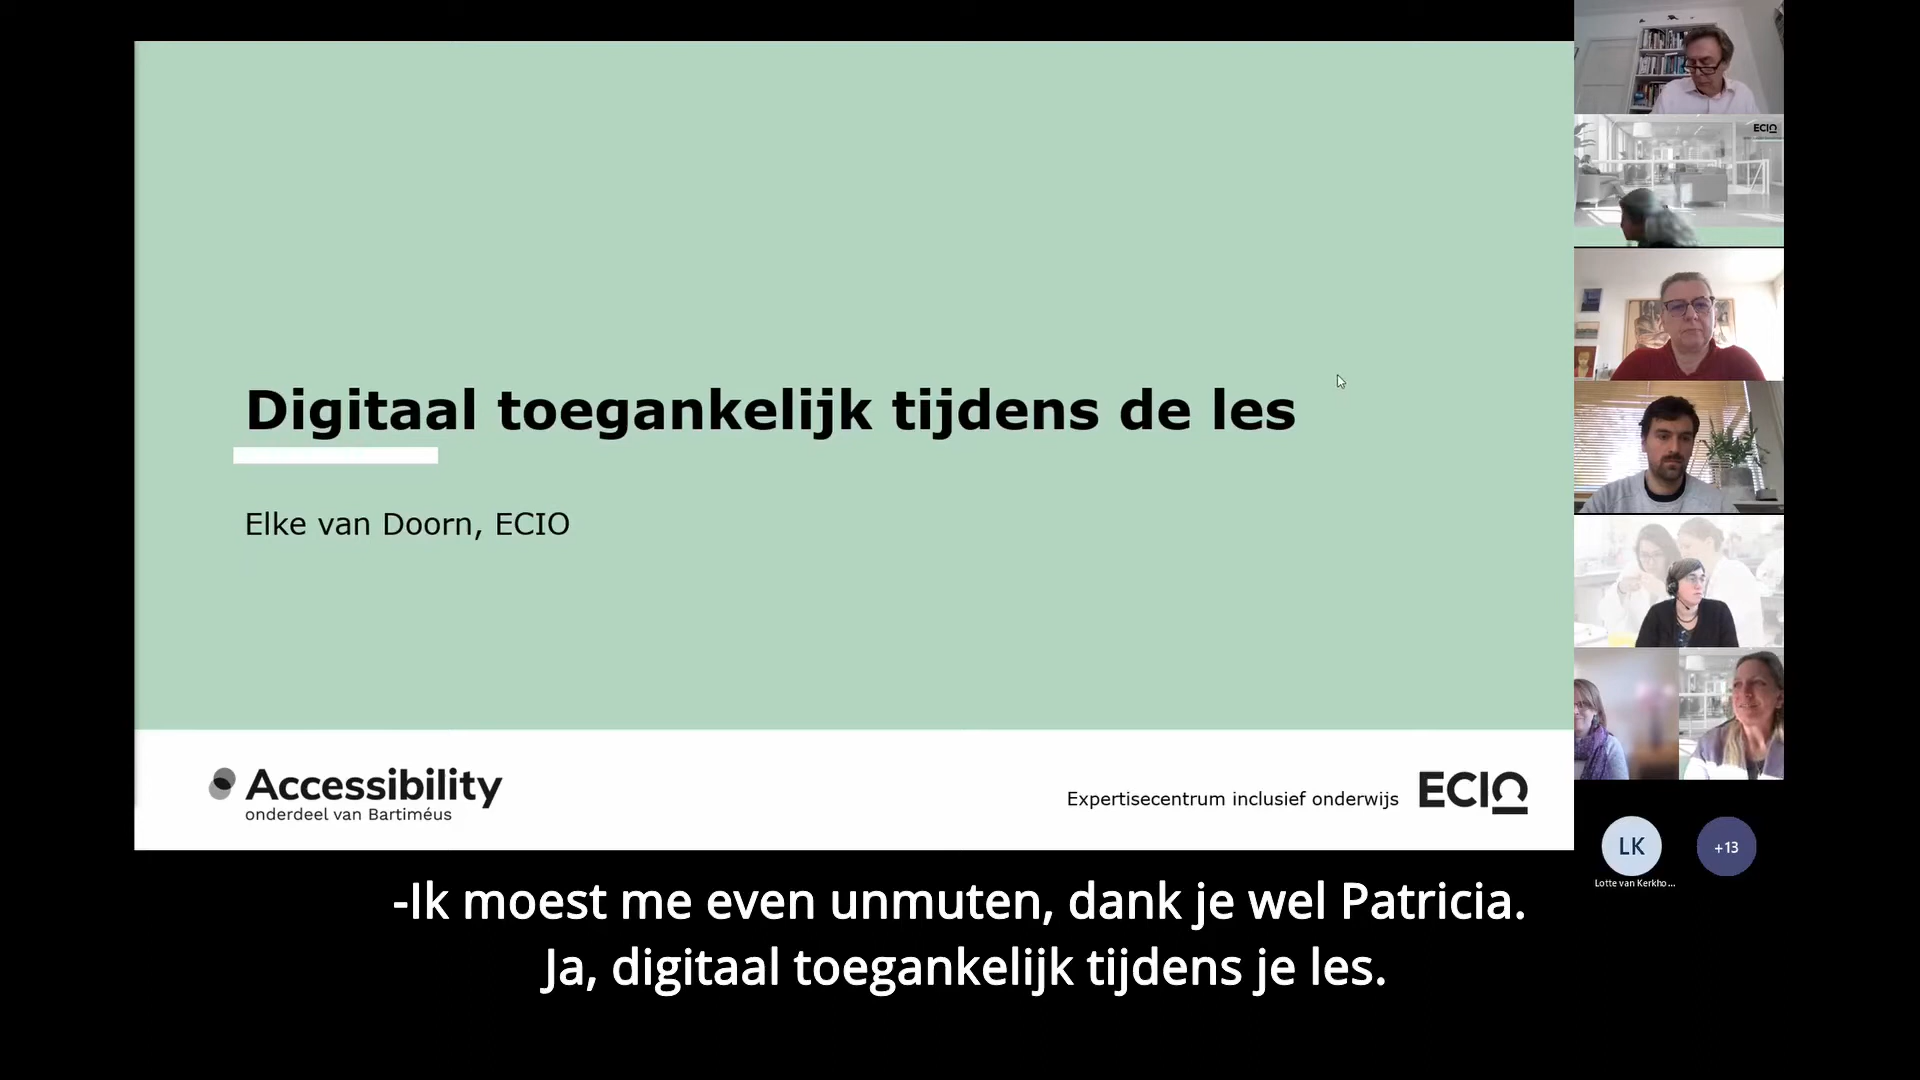 ECIO
Digitaal toegankelijk tijdens de les
Elke van Doorn, ECIO
Accessibility
onderdeel van Bartiméus
Expertisecentrum inclusief onderwijs
ECIO
LK
+13
Lotte van Kerkho...
-Ik moest me even unmuten, dank je wel Patricia.
Ja, digitaal toegankelijk tijdens je les.